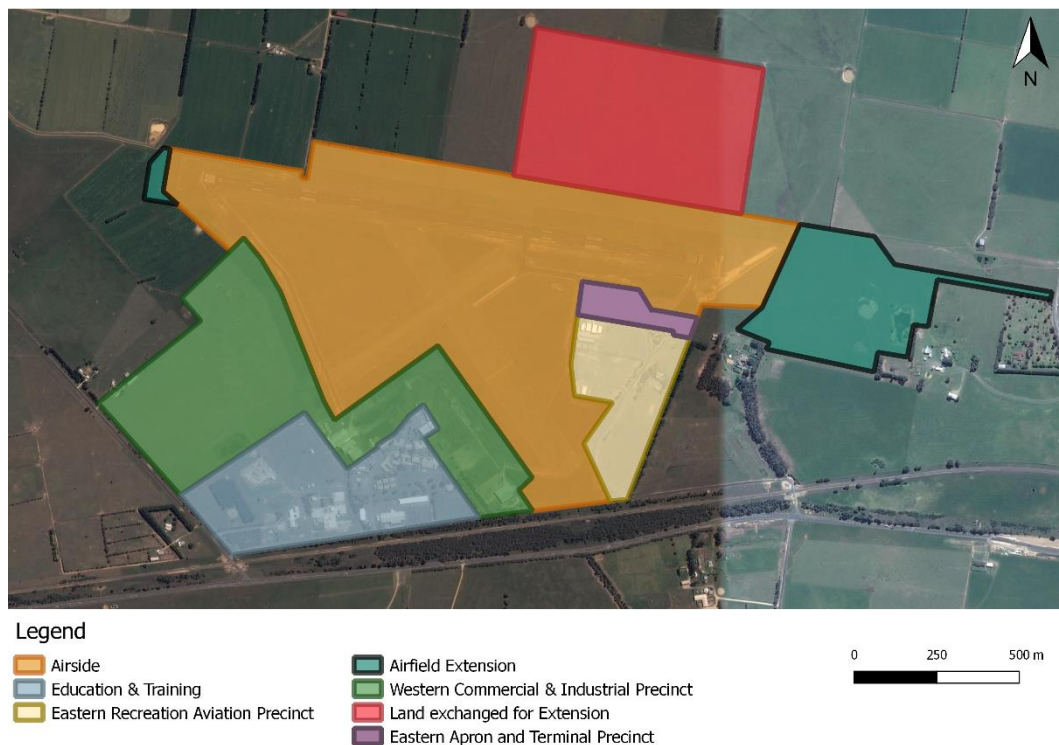 N
Legend
Airside
Education & Training
Eastern Recreation Aviation Precinct
Airfield Extension
Western Commercial & Industrial Precinct
Land exchanged for Extension
Eastern Apron and Terminal Precinct
0 250 500 m